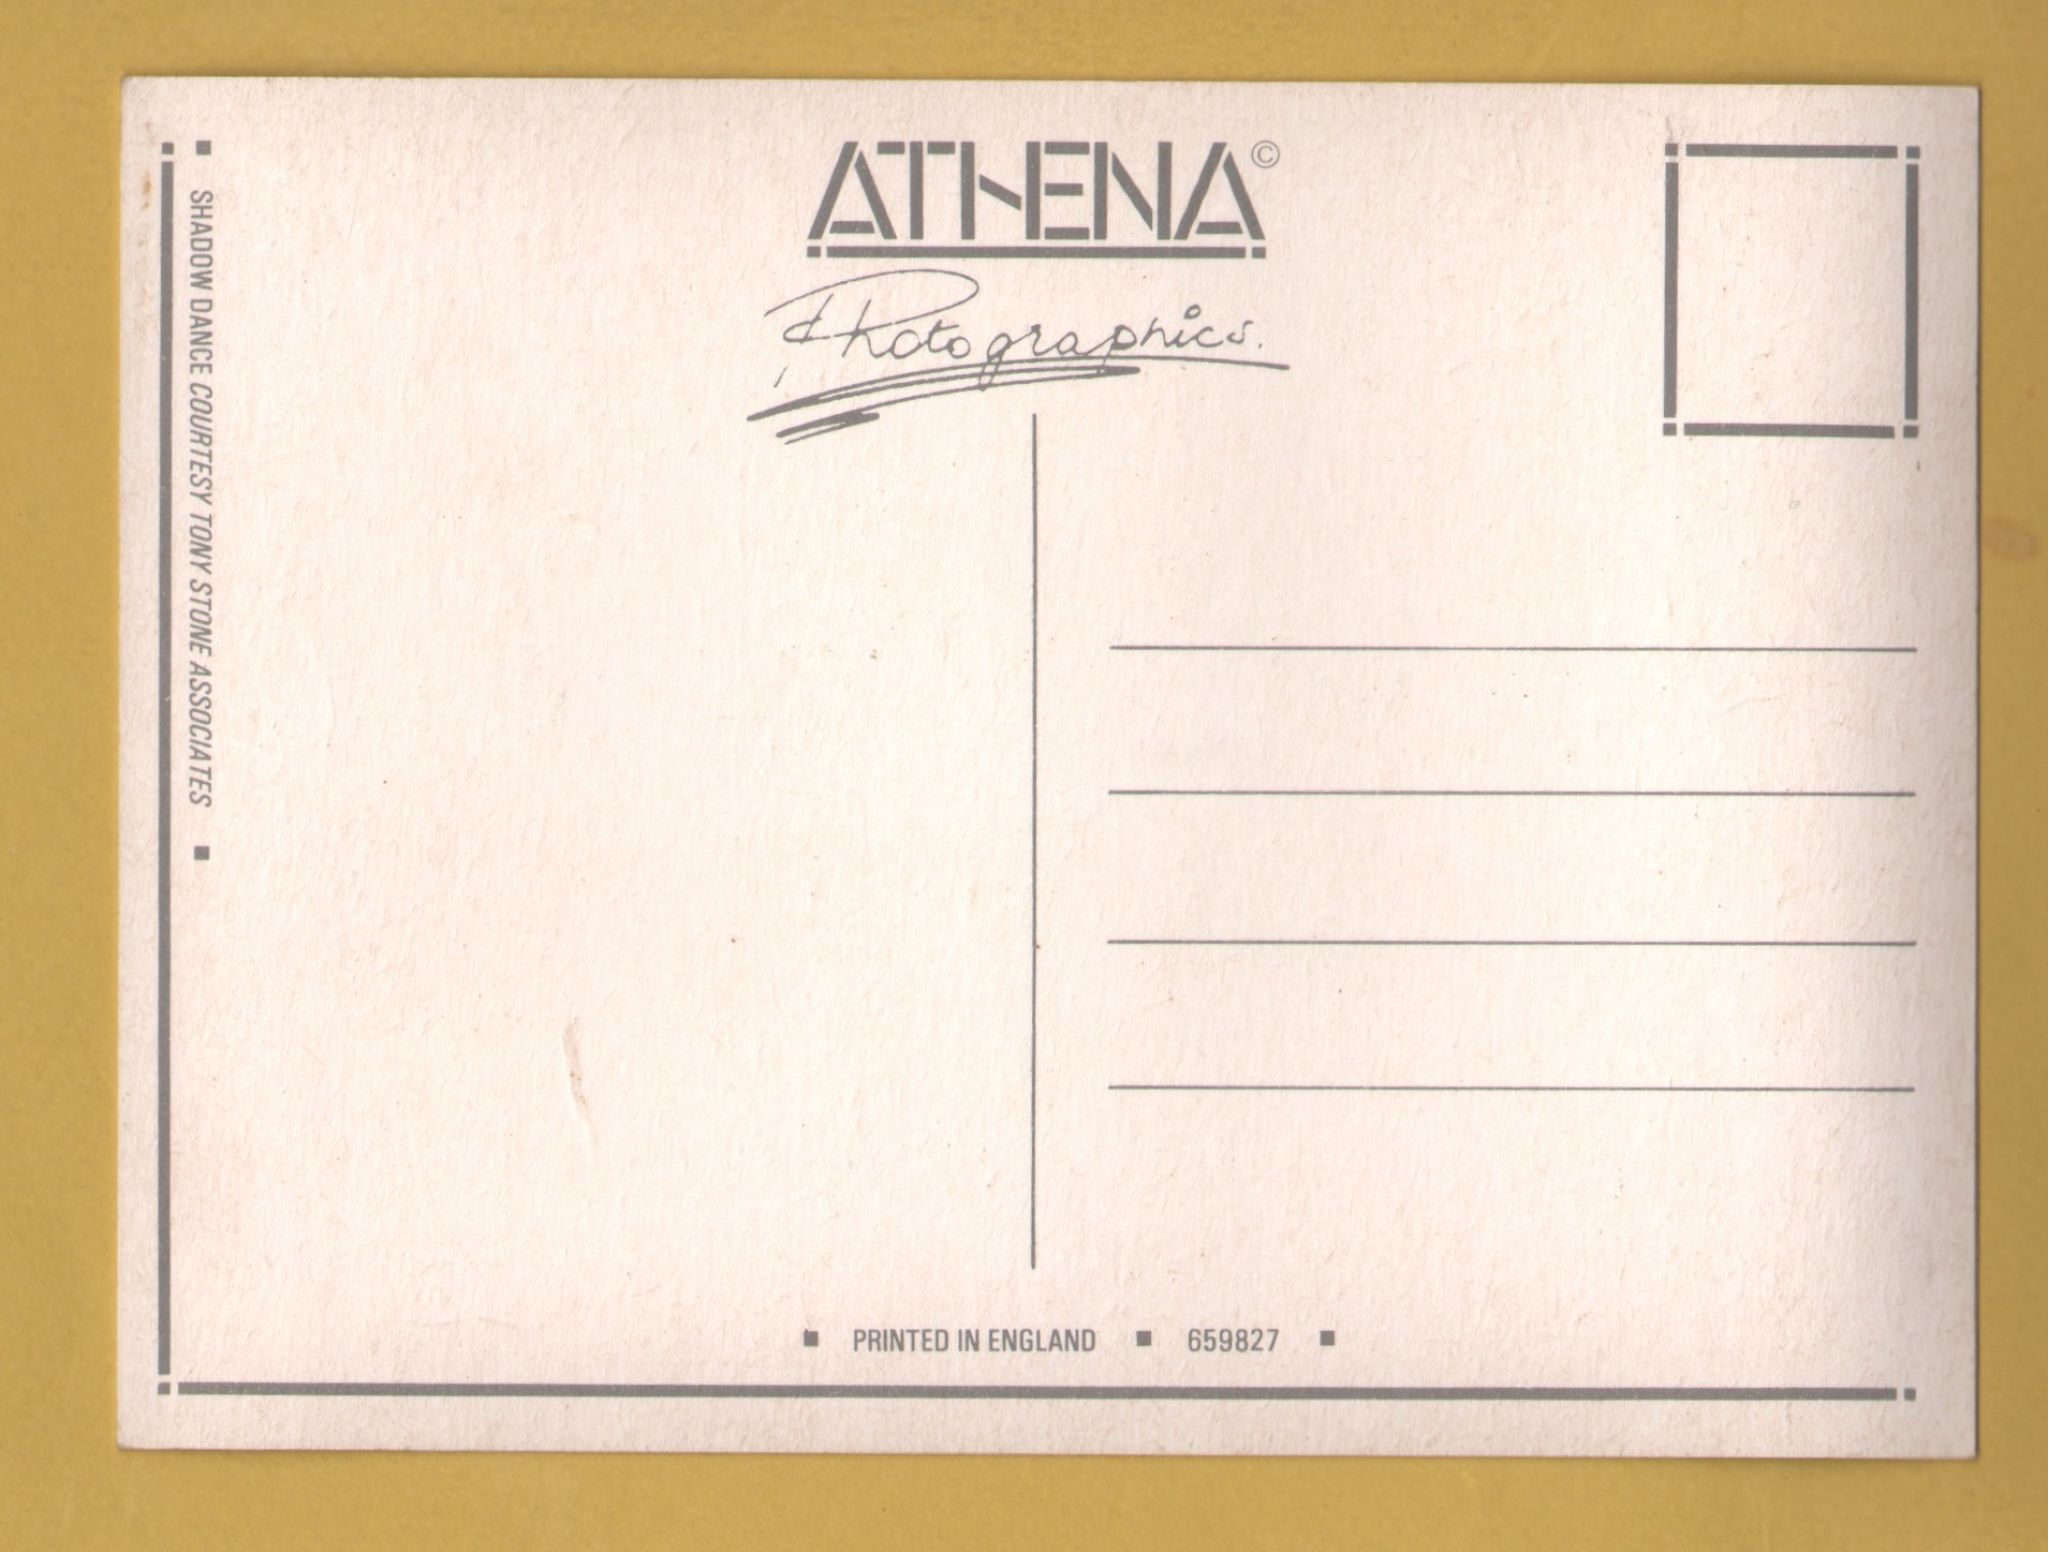 ATHENA©
Photographics.
SHADOW DANCE COURTESY TONY STONE ASSOCIATES
PRINTED IN ENGLAND ▪ 659827